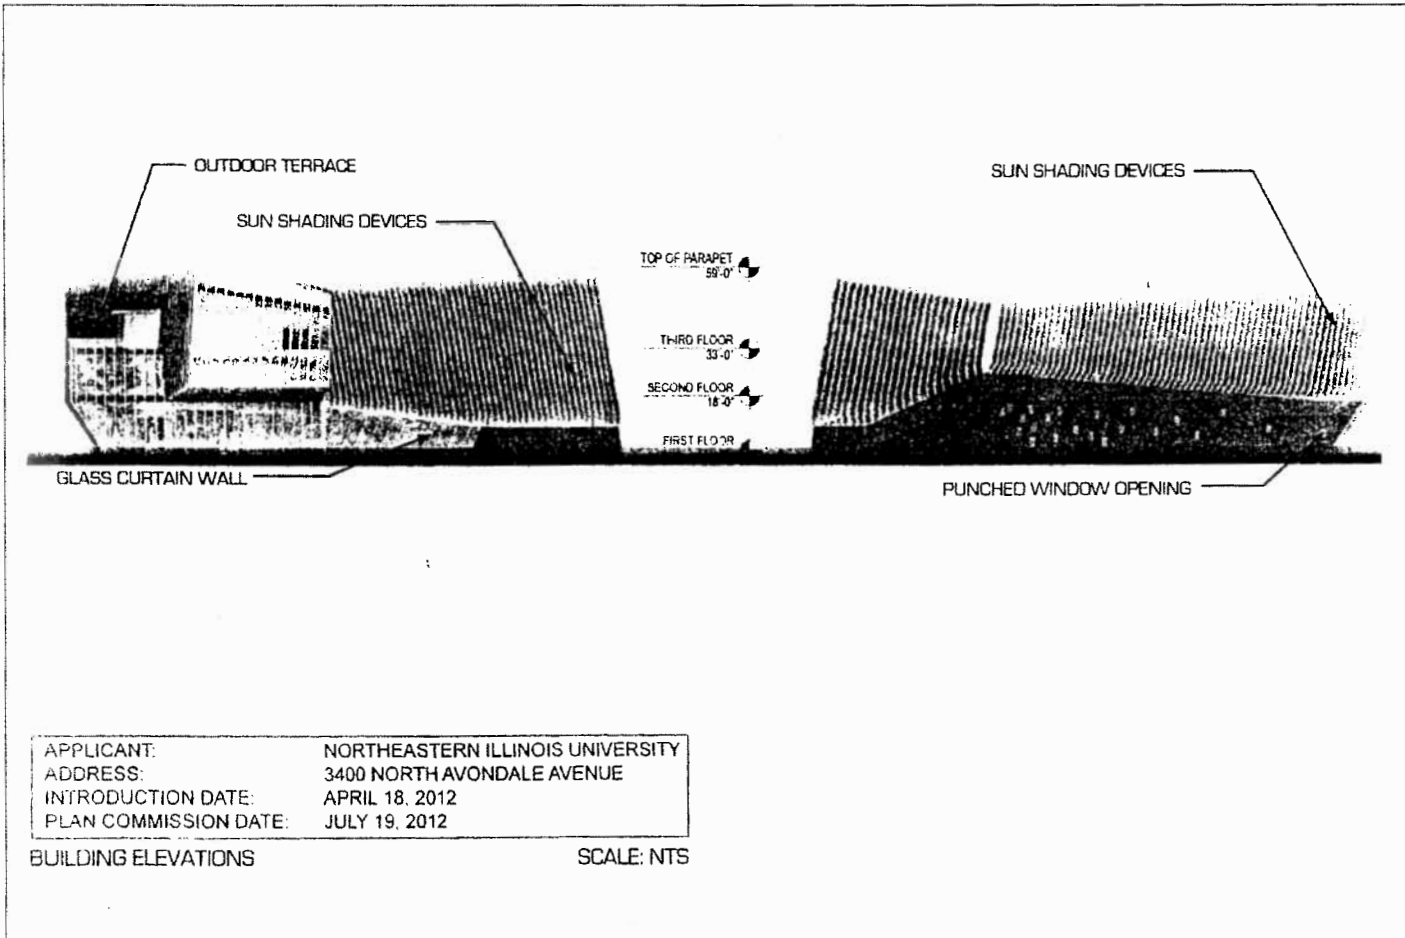 OUTDOOR TERRACE
SUN SHADING DEVICES
SUN SHADING DEVICES
TOP OF PARAPET
59'-0"
THIRD FLOOR
33'-0"
SECOND FLOOR
18'-0"
FIRST FLOOR
GLASS CURTAIN WALL
PUNCHED WINDOW OPENING
APPLICANT: NORTHEASTERN ILLINOIS UNIVERSITY
ADDRESS: 3400 NORTH AVONDALE AVENUE
INTRODUCTION DATE: APRIL 18, 2012
PLAN COMMISSION DATE: JULY 19, 2012
BUILDING ELEVATIONS SCALE: NTS